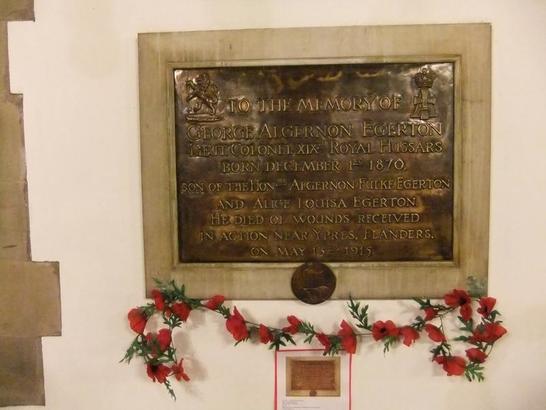 TO THE MEMORY OF
GEORGE ALGERNON EGERTON
LIEUT COLONEL XIXTH ROYAL HUSSARS
BORN DECEMBER 1ST 1870
SON OF THE HONBLE ALGERNON FULKE EGERTON
AND ALICE LOUISA EGERTON
HE DIED OF WOUNDS RECEIVED
IN ACTION NEAR YPRES, FLANDERS,
ON MAY 13TH 1915